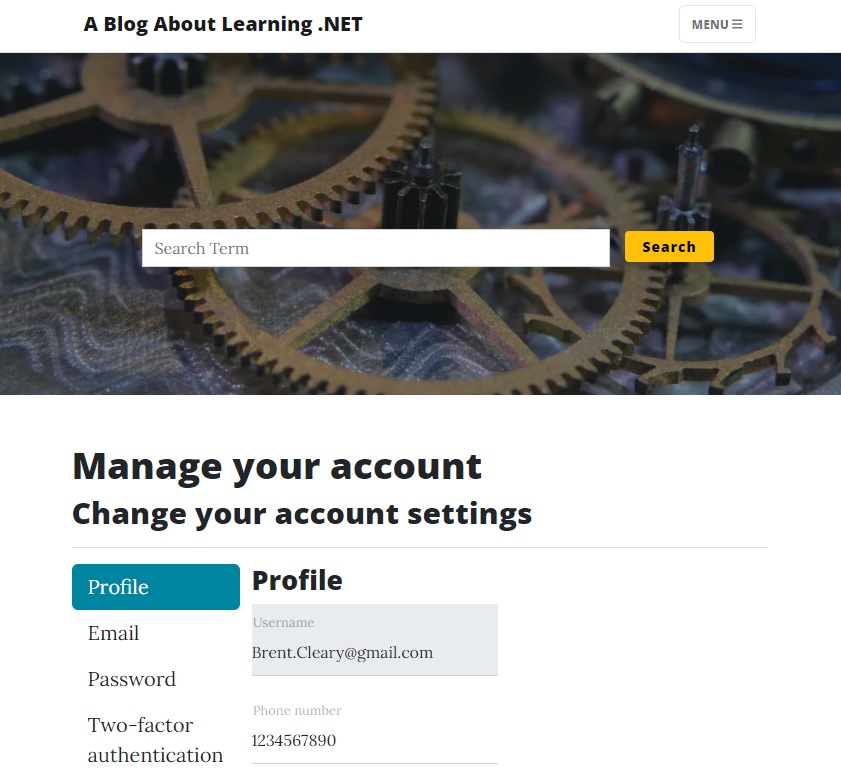 A Blog About Learning .NET
MENU
Search Term
Search
Manage your account
Change your account settings
Profile
Email
Password
Two-factor
authentication
Profile
Username
Brent.Cleary@gmail.com
Phone number
1234567890